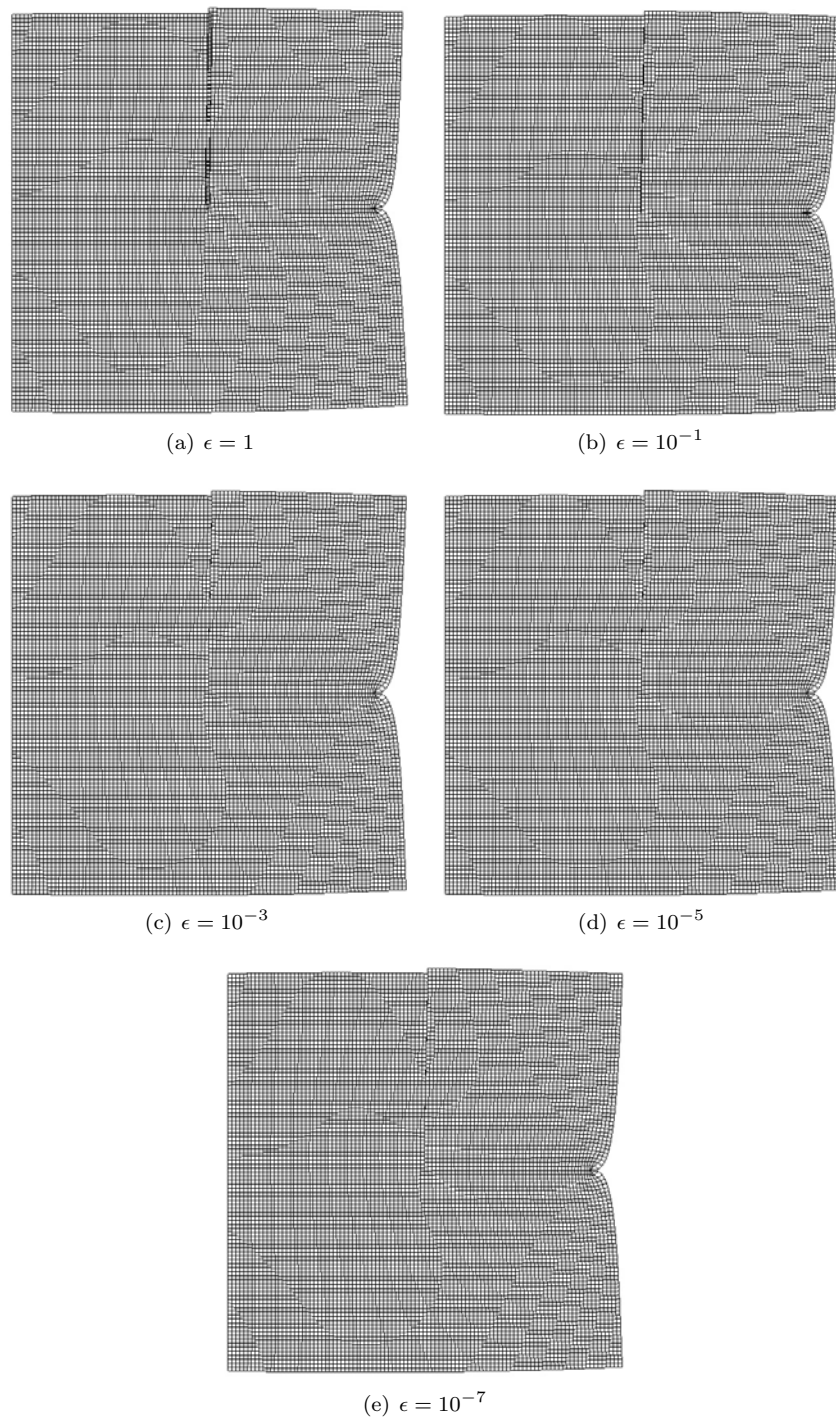 (a) ϵ = 1
(b) ϵ = 10⁻¹
(c) ϵ = 10⁻³
(d) ϵ = 10⁻⁵
(e) ϵ = 10⁻⁷